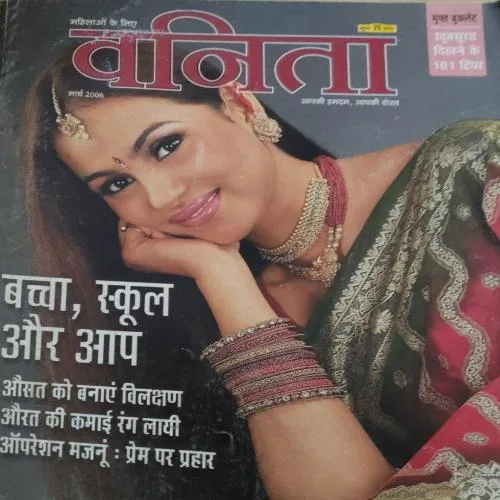 महिलाओं के लिए
वनिता
मार्च 2006
आपकी हमदम, आपकी दोस्त
मुफ्त बुकलेट
खूबसूरत
दिखने के
101 टिप्स
बच्चा, स्कूल
और आप
औसत को बनाएं विलक्षण
औरत की कमाई रंग लायी
ऑपरेशन मजनूं : प्रेम पर प्रहार